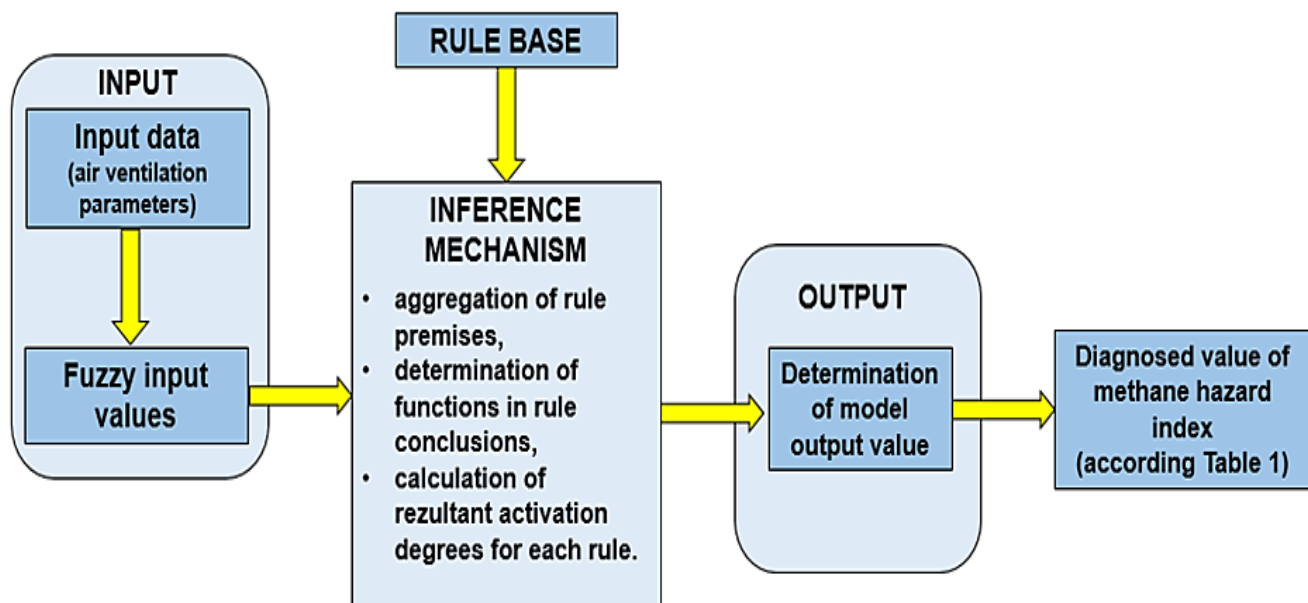 RULE BASE
INPUT
Input data
(air ventilation
parameters)
Fuzzy input
values
INFERENCE
MECHANISM
• aggregation of rule
premises,
• determination of
functions in rule
conclusions,
• calculation of
rezultant activation
degrees for each rule.
OUTPUT
Determination
of model
output value
Diagnosed value of
methane hazard
index
(according Table 1)